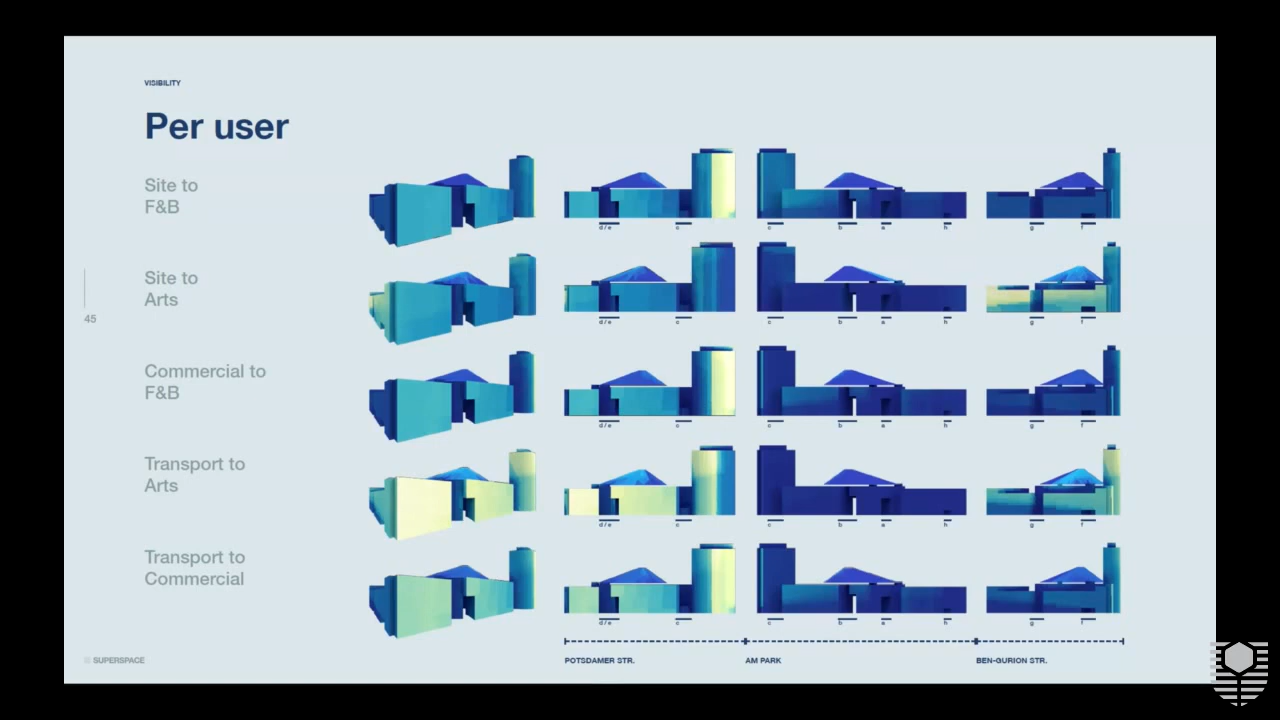 VISIBILITY
Per user
Site to
F&B
d / e c c b a h g f
Site to
Arts
d / e c c b a h g f
45
Commercial to
F&B
d / e c c b a h g f
Transport to
Arts
d / e c c b a h g f
Transport to
Commercial
d / e c c b a h g f
SUPERSPACE
POTSDAMER STR. AM PARK BEN-GURION STR.